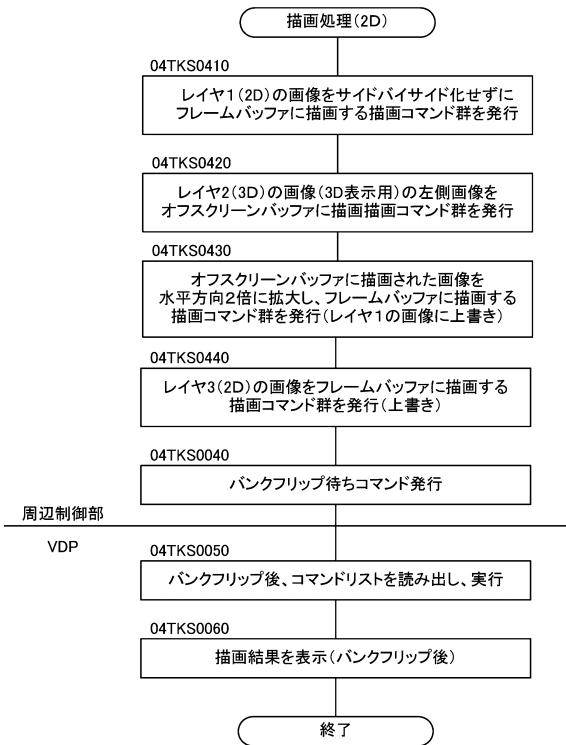 描画処理(2D)
04TKS0410
レイヤ1(2D)の画像をサイドバイサイド化せずに
フレームバッファに描画する描画コマンド群を発行
04TKS0420
レイヤ2(3D)の画像(3D表示用)の左側画像を
オフスクリーンバッファに描画描画コマンド群を発行
04TKS0430
オフスクリーンバッファに描画された画像を
水平方向2倍に拡大し、フレームバッファに描画する
描画コマンド群を発行(レイヤ1の画像に上書き)
04TKS0440
レイヤ3(2D)の画像をフレームバッファに描画する
描画コマンド群を発行(上書き)
04TKS0040
バンクフリップ待ちコマンド発行
周辺制御部
VDP
04TKS0050
バンクフリップ後、コマンドリストを読み出し、実行
04TKS0060
描画結果を表示(バンクフリップ後)
終了